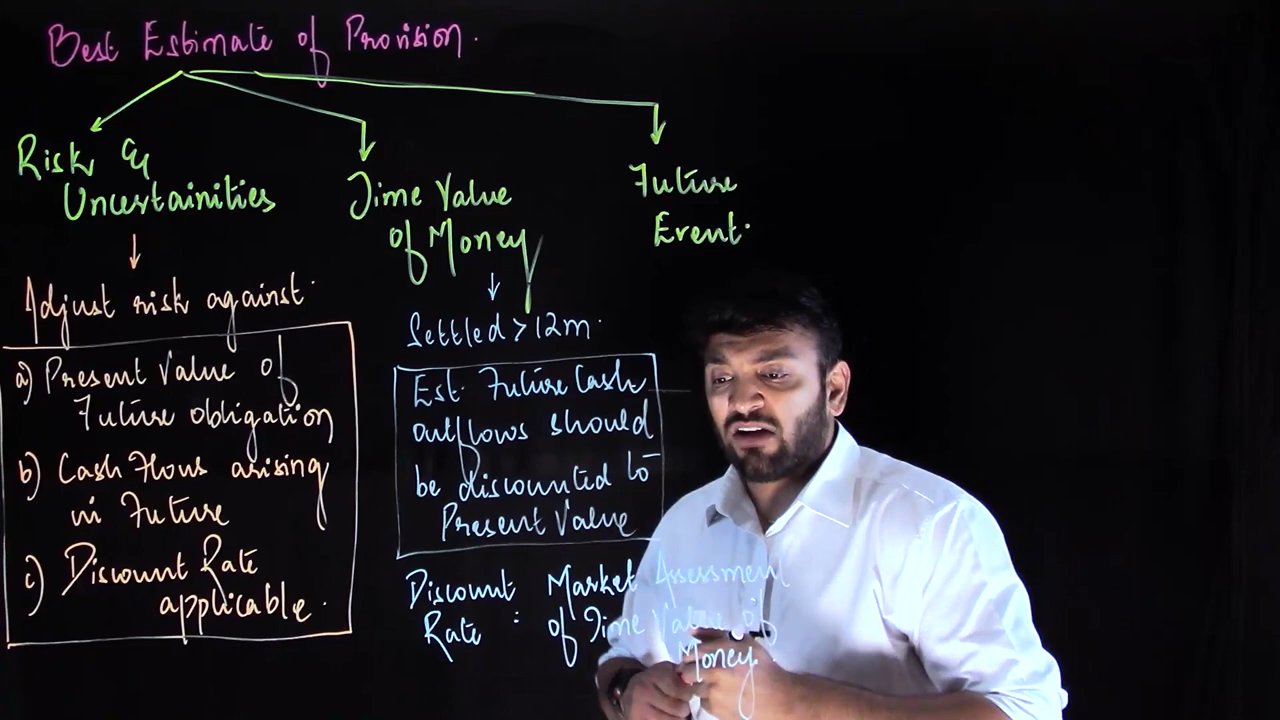 Best Estimate of Provision.
Risk &
Uncertainities
Adjust risk against.
a) Present Value of
Future obligation
b) Cash Flows arising
in Future
c) Discount Rate
applicable.
Time Value
of Money
Settled > 12m.
Est. Future Cash
outflows should
be discounted to
Present Value
Discount Rate : Market Assessment
of Time Value of
Money.
Future
Event.